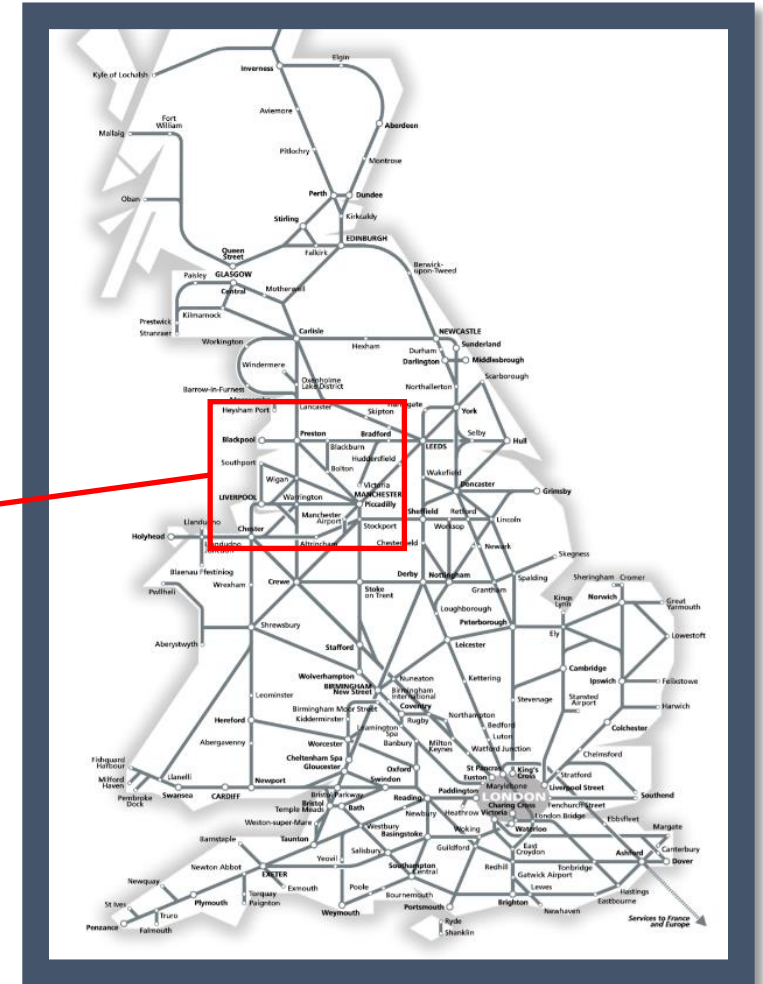 Elgin
Inverness
Kyle of Lochalsh
Aviemore
Fort
William
Mallaig
Aberdeen
Pitlochry
Montrose
Perth
Dundee
Oban
Stirling
Kirkcaldy
EDINBURGH
Falkirk
Queen
Street
GLASGOW
Central
Paisley
Motherwell
Berwick-
upon-Tweed
Prestwick
Stranraer
Kilmarnock
Carlisle
NEWCASTLE
Workington
Hexham
Sunderland
Durham
Darlington
Middlesbrough
Windermere
Oxenholme
Lake District
Northallerton
Scarborough
Barrow-in-Furness
Heysham Port
Lancaster
Skipton
York
Blackpool
Preston
Bradford
LEEDS
Selby
Hull
Blackburn
Southport
Huddersfield
Bolton
Wigan
Victoria
Wakefield
MANCHESTER
Piccadilly
Doncaster
Grimsby
LIVERPOOL
Warrington
Manchester
Airport
Stockport
Sheffield
Retford
Worksop
Lincoln
Llandudno
Holyhead
Chester
Llandudno
Junction
Altrincham
Chesterfield
Newark
Skegness
Blaenau Ffestiniog
Pwllheli
Wrexham
Crewe
Stoke
on Trent
Derby
Nottingham
Grantham
Spalding
Sheringham
Cromer
Kings
Lynn
Norwich
Great
Yarmouth
Loughborough
Peterborough
Ely
Lowestoft
Aberystwyth
Shrewsbury
Stafford
Leicester
Wolverhampton
BIRMINGHAM
New Street
Nuneaton
Birmingham
International
Kettering
Cambridge
Ipswich
Felixstowe
Leominster
Birmingham Moor Street
Kidderminster
Coventry
Rugby
Northampton
Stevenage
Stansted
Airport
Harwich
Hereford
Leamington
Spa
Bedford
Colchester
Abergavenny
Worcester
Banbury
Milton
Keynes
Luton
Watford Junction
Chelmsford
Cheltenham Spa
Gloucester
Oxford
St Pancras
Euston
King's
Cross
Stratford
Fishguard
Harbour
Milford
Haven
Pembroke
Dock
Llanelli
Swansea
CARDIFF
Newport
Swindon
Paddington
Marylebone
LONDON
Liverpool Street
Southend
Bristol Parkway
Bristol
Temple Meads
Bath
Reading
Newbury
Heathrow
Victoria
Charing Cross
Fenchurch Street
London Bridge
Ebbsfleet
Weston-super-Mare
Westbury
Basingstoke
Woking
Waterloo
Margate
Barnstaple
Taunton
Salisbury
Guildford
East
Croydon
Canterbury
Ashford
Dover
Newton Abbot
Yeovil
Southampton
Central
Redhill
Gatwick Airport
Tonbridge
EXETER
Newquay
Exmouth
Torquay
Paignton
Poole
Bournemouth
Lewes
Hastings
Eastbourne
St Ives
Plymouth
Weymouth
Portsmouth
Brighton
Newhaven
Truro
Penzance
Falmouth
Ryde
Shanklin
Services to France
and Europe